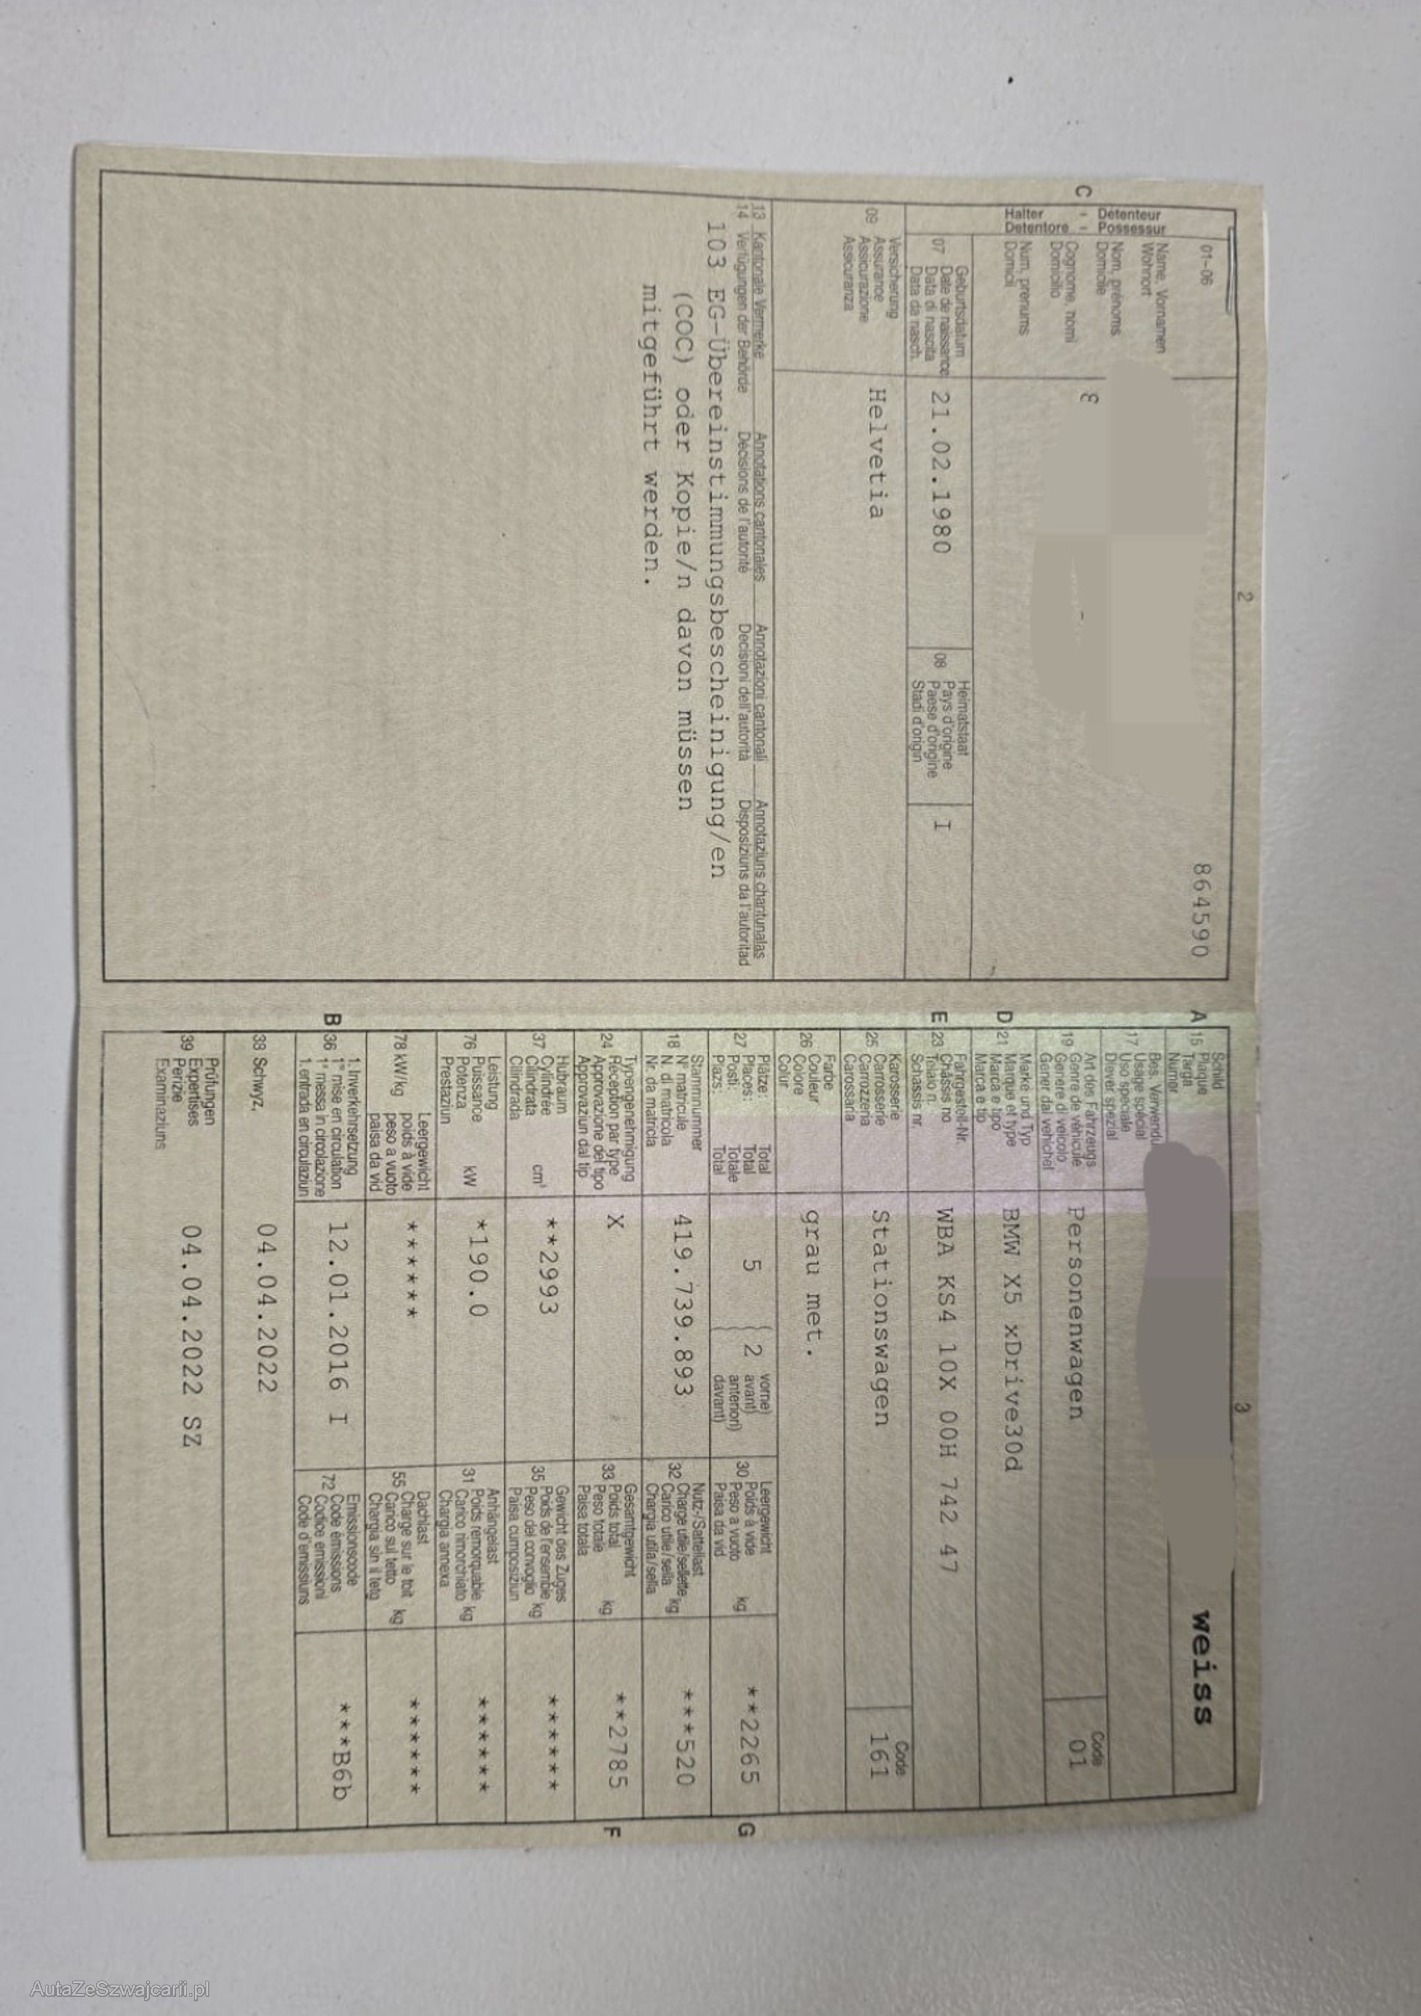 2
C
Halter - Détenteur
Detentore - Possessur
01-06
Name, Vornamen
Wohnort
Nom, prénoms
Domicile
Cognome, nomi
Domicilio
Num, prenums
Domicil
864590
07 Geburtsdatum
Date de naissance
Data di nascita
Data da nasch.
21.02.1980
08 Heimatstaat
Pays d'origine
Paese d'origine
Stadi d'origin
I
09 Versicherung
Assurance
Assicurazione
Assicuranza
Helvetia
13 Kantonale Vermerke Annotations cantonales Annotazioni cantonali Annotaziuns chantunalas
14 Verfügungen der Behörde Décisions de l'autorité Decisioni dell'autorità Disposiziuns da l'autoritad
103 EG-Übereinstimmungsbescheinigung/en
(COC) oder Kopie/n davon müssen
mitgeführt werden.
3
A 15 Schild
Plaque
Targa
Numer
weiss
17 Bes. Verwendu
Usage spécial
Uso speciale
Diever spezial
19 Art des Fahrzeugs
Genre de véhicule
Genere di veicolo
Gener dal vehichel
Personenwagen
Code
01
D 21 Marke und Typ
Marque et type
Marca e tipo
Marca e tip
BMW X5 xDrive30d
E 23 Fahrgestell-Nr.
Châssis no
Telaio n.
Schassis nr.
WBA KS4 10X 00H 742 47
25 Karosserie
Carrosserie
Carrozzeria
Carossaria
Stationswagen
Code
161
26 Farbe
Couleur
Colore
Colur
grau met.
27 Plätze: Total
Places: Total
Posti: Totale
Plazs: Total
5
2
vorne)
avant)
anteriori)
davant)
30 Leergewicht
Poids à vide
Peso a vuoto
Paisa da vid
kg
**2265
G
18 Stammnummer
N° matricule
N. di matricola
Nr. da matricla
419.739.893
32 Nutz-/Sattellast
Charge utile/sellette
Carico utile/sella
Chargia utila/sella
kg
***520
24 Typengenehmigung
Réception par type
Approvazione del tipo
Approvaziun dal tip
X
33 Gesamtgewicht
Poids total
Peso totale
Paisa totala
kg
**2785
F
37 Hubraum
Cylindrée
Cilindrata
Cilindrada
cm³
**2993
35 Gewicht des Zuges
Poids de l'ensemble
Peso del convoglio
Paisa cumposiziun
kg
******
76 Leistung
Puissance
Potenza
Prestaziun
kW
*190.0
31 Anhängelast
Poids remorquable
Carico rimorchiato
Chargia annexa
kg
******
78 kW/kg
Leergewicht
poids à vide
peso a vuoto
paisa da vid
******
55 Dachlast
Charge sur le toit
Carico sul tetto
Chargia sin il tetg
kg
******
B 36 1. Inverkehrsetzung
1re mise en circulation
1a messa in circolazione
1. entrada en circulaziun
12.01.2016 I
72 Emissionscode
Code émissions
Codice emissioni
Code d'emissiuns
***B6b
38 Schwyz,
04.04.2022
39 Prüfungen
Expertises
Perizie
Examinaziuns
04.04.2022 SZ
AutaZeSzwajcarii.pl